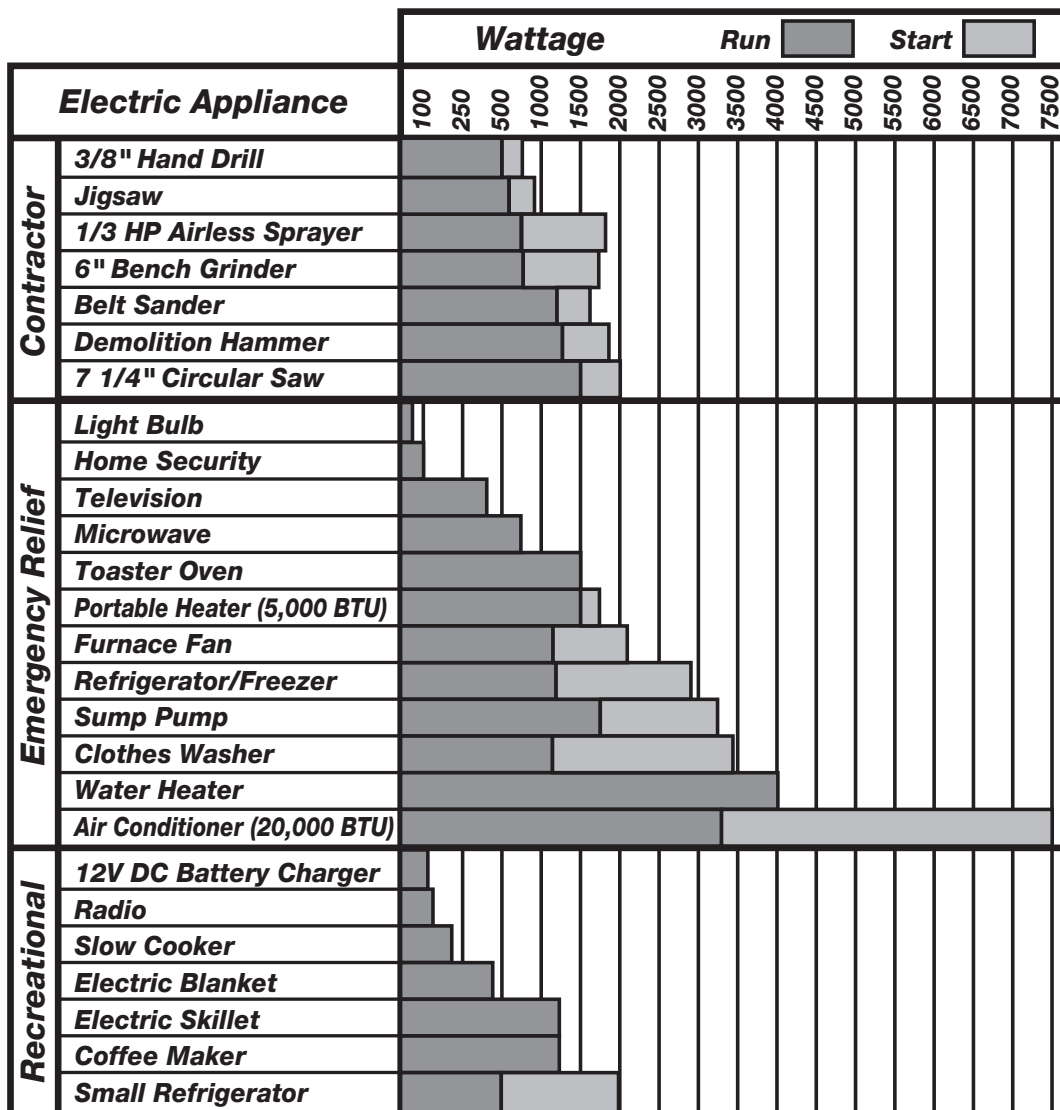 Wattage Run Start
Electric Appliance 100 250 500 1000 1500 2000 2500 3000 3500 4000 4500 5000 5500 6000 6500 7000 7500
Contractor
3/8" Hand Drill
Jigsaw
1/3 HP Airless Sprayer
6" Bench Grinder
Belt Sander
Demolition Hammer
7 1/4" Circular Saw
Emergency Relief
Light Bulb
Home Security
Television
Microwave
Toaster Oven
Portable Heater (5,000 BTU)
Furnace Fan
Refrigerator/Freezer
Sump Pump
Clothes Washer
Water Heater
Air Conditioner (20,000 BTU)
Recreational
12V DC Battery Charger
Radio
Slow Cooker
Electric Blanket
Electric Skillet
Coffee Maker
Small Refrigerator